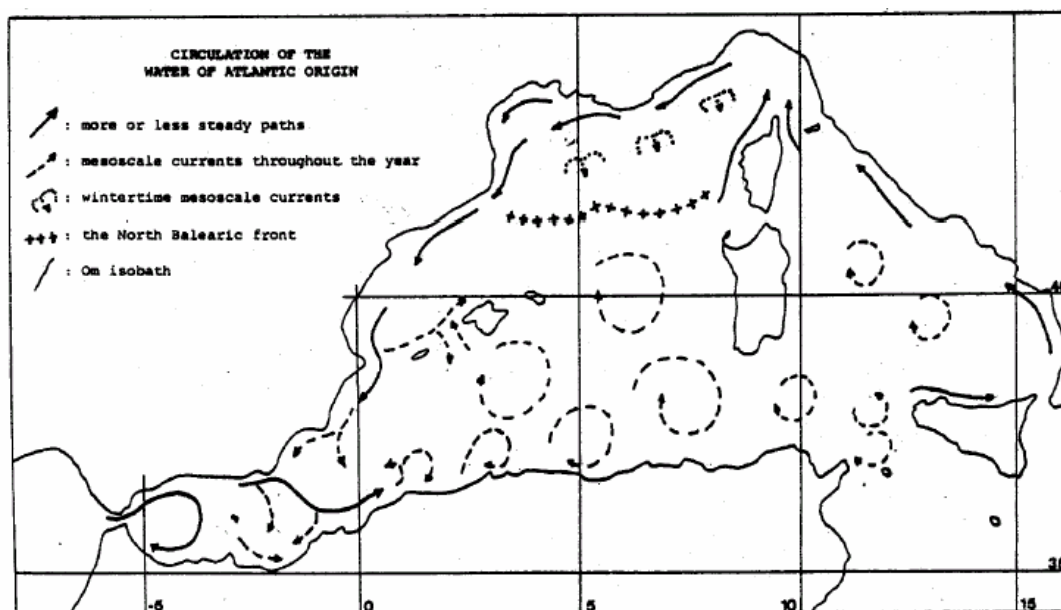 CIRCULATION OF THE
WATER OF ATLANTIC ORIGIN
: more or less steady paths
: mesoscale currents throughout the year
: wintertime mesoscale currents
: the North Balearic front
: Om isobath
-5 0 5 10 15